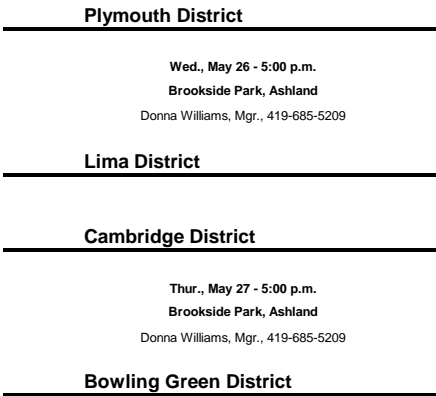 Plymouth District
Wed., May 26 - 5:00 p.m.
Brookside Park, Ashland
Donna Williams, Mgr., 419-685-5209
Lima District
Cambridge District
Thur., May 27 - 5:00 p.m.
Brookside Park, Ashland
Donna Williams, Mgr., 419-685-5209
Bowling Green District